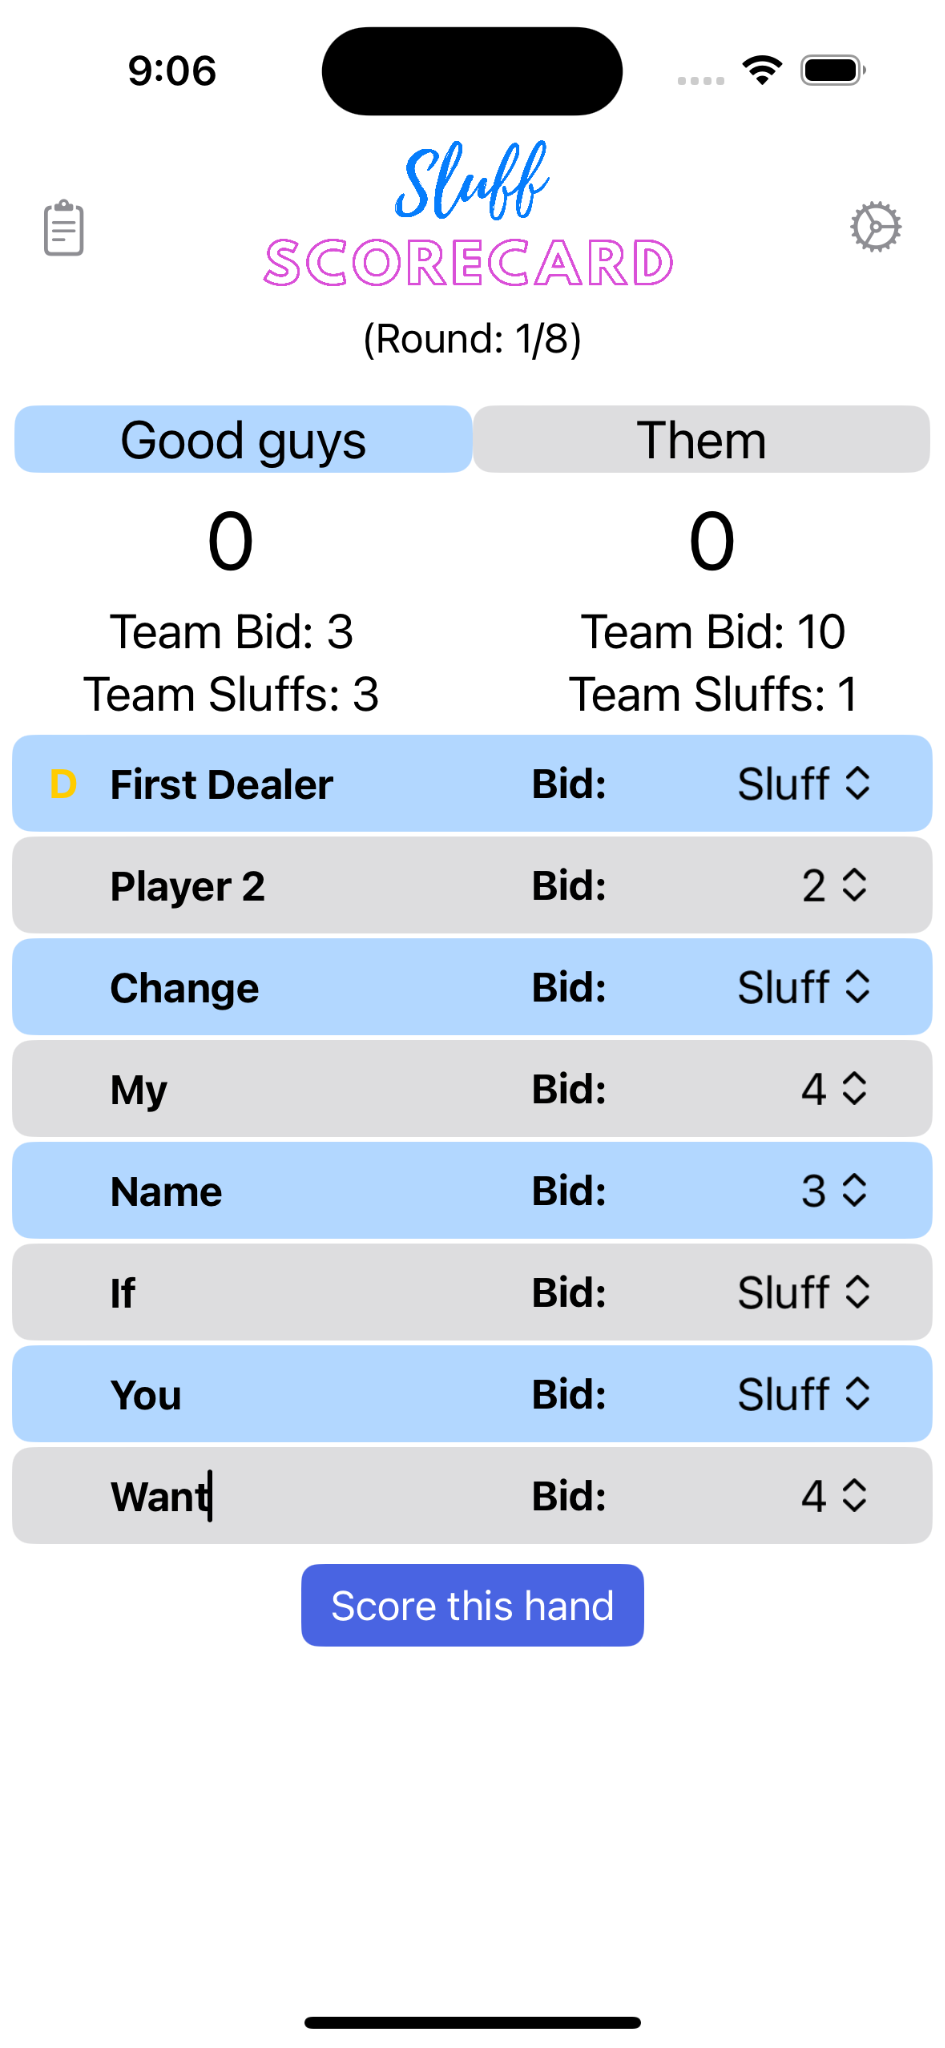 9:06
Sluff
SCORECARD
(Round: 1/8)
Good guys Them
0 0
Team Bid: 3 Team Bid: 10
Team Sluffs: 3 Team Sluffs: 1
D First Dealer Bid: Sluff
Player 2 Bid: 2
Change Bid: Sluff
My Bid: 4
Name Bid: 3
If Bid: Sluff
You Bid: Sluff
Want Bid: 4
Score this hand